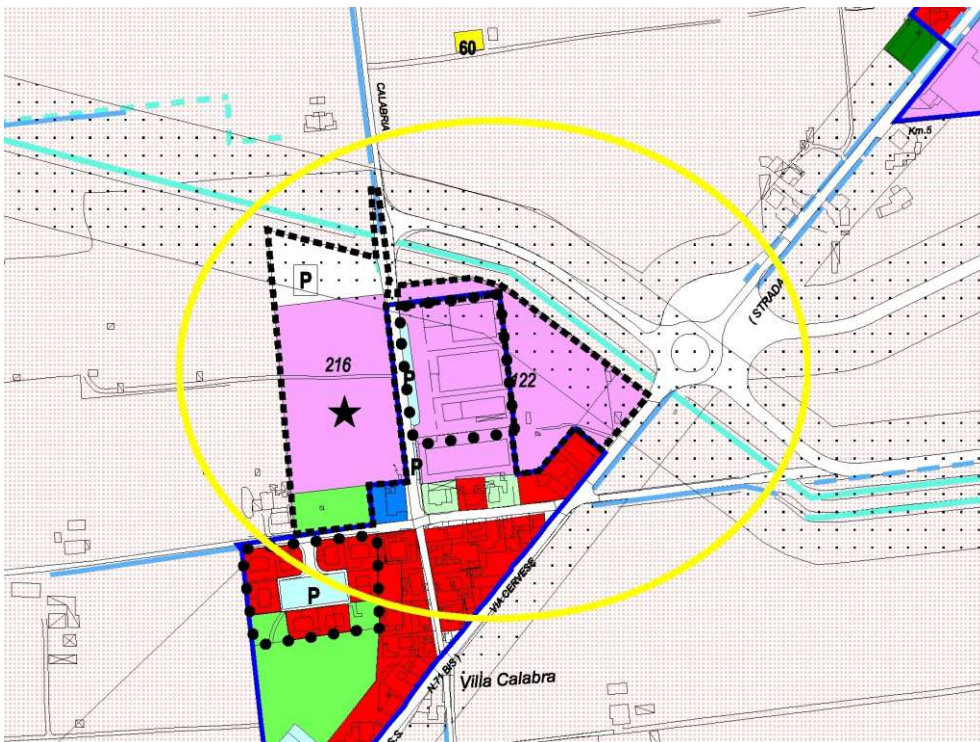 60
CALABRIA
Km.5
( STRADA
P
216
P
122
P
VIA CERVESE
P
N.71 BIS )
Villa Calabra
S.S.